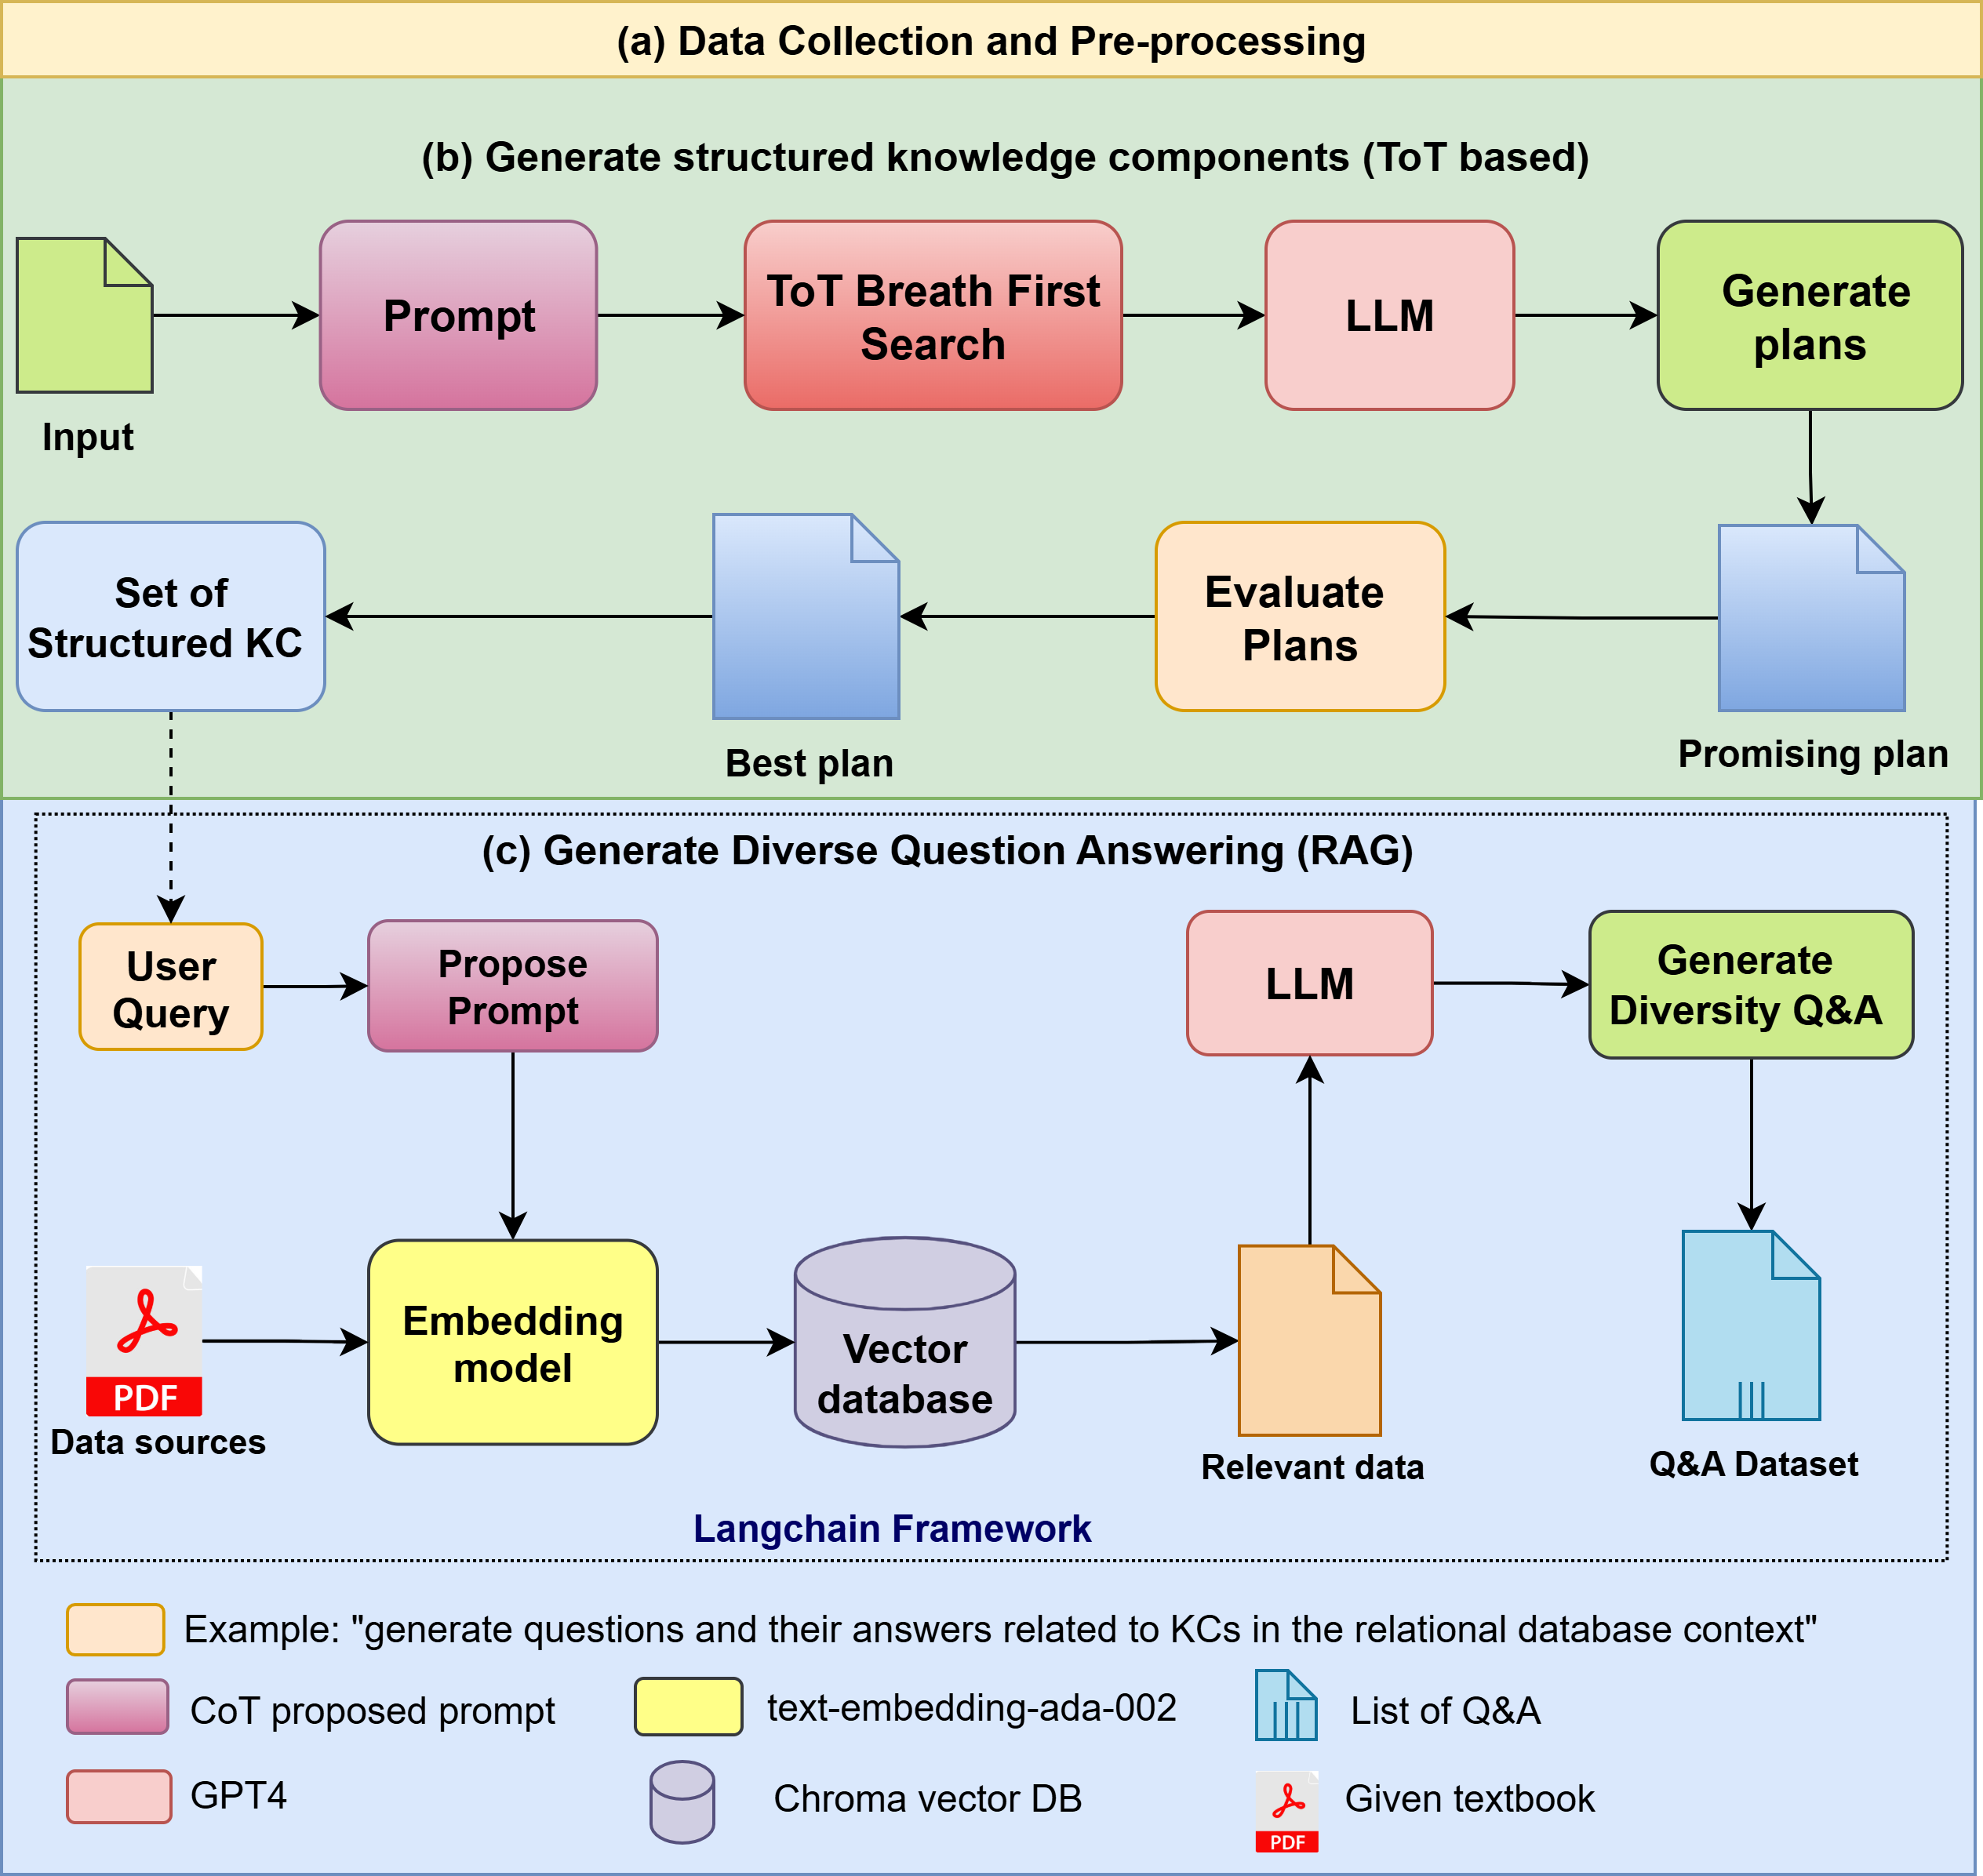 (a) Data Collection and Pre-processing
(b) Generate structured knowledge components (ToT based)
Input
Prompt
ToT Breath First
Search
LLM
Generate
plans
Set of
Structured KC
Best plan
Evaluate
Plans
Promising plan
(c) Generate Diverse Question Answering (RAG)
User
Query
Propose
Prompt
LLM
Generate
Diversity Q&A
PDF
Data sources
Embedding
model
Vector
database
Relevant data
Q&A Dataset
Langchain Framework
Example: "generate questions and their answers related to KCs in the relational database context"
CoT proposed prompt
text-embedding-ada-002
List of Q&A
GPT4
Chroma vector DB
PDF
Given textbook